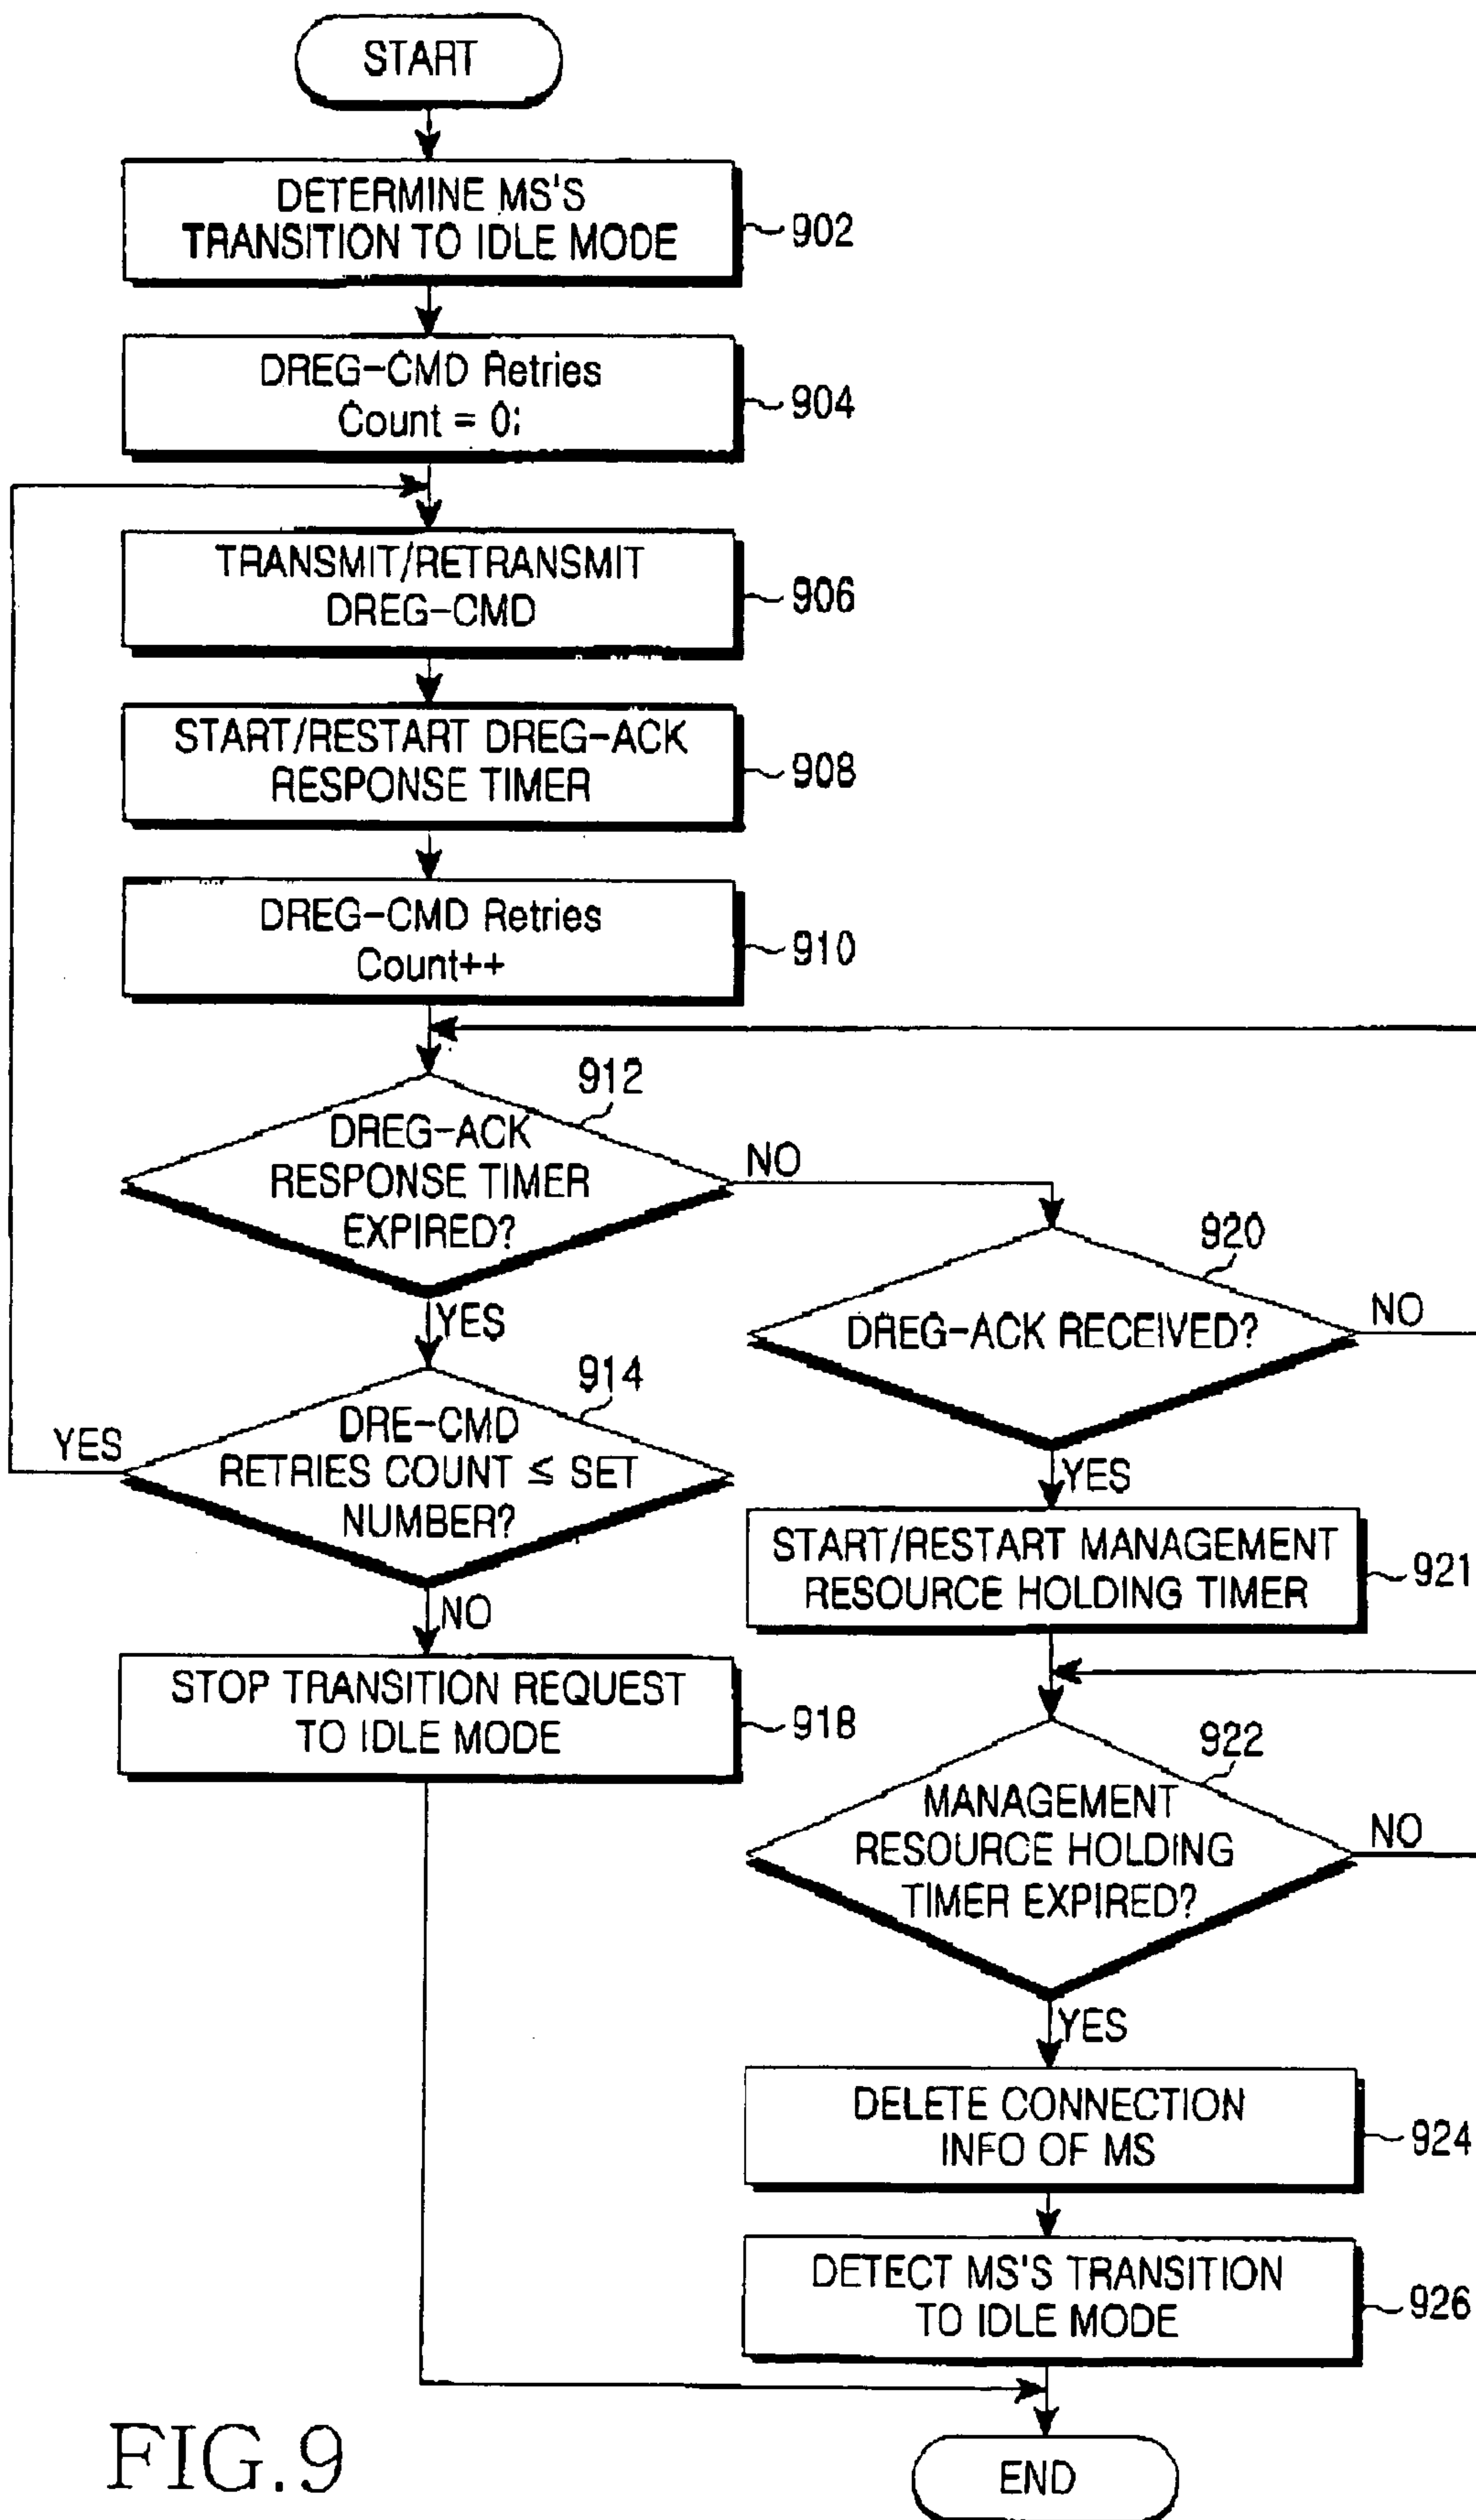 START
DETERMINE MS'S
TRANSITION TO IDLE MODE
902
DREG-CMD Retries
Count = 0;
904
TRANSMIT/RETRANSMIT
DREG-CMD
906
START/RESTART DREG-ACK
RESPONSE TIMER
908
DREG-CMD Retries
Count++
910
912
DREG-ACK
RESPONSE TIMER
EXPIRED?
NO
YES
920
DREG-ACK RECEIVED?
NO
YES
914
DRE-CMD
RETRIES COUNT ≤ SET
NUMBER?
YES
NO
START/RESTART MANAGEMENT
RESOURCE HOLDING TIMER
921
STOP TRANSITION REQUEST
TO IDLE MODE
918
922
MANAGEMENT
RESOURCE HOLDING
TIMER EXPIRED?
NO
YES
DELETE CONNECTION
INFO OF MS
924
DETECT MS'S TRANSITION
TO IDLE MODE
926
END
FIG.9